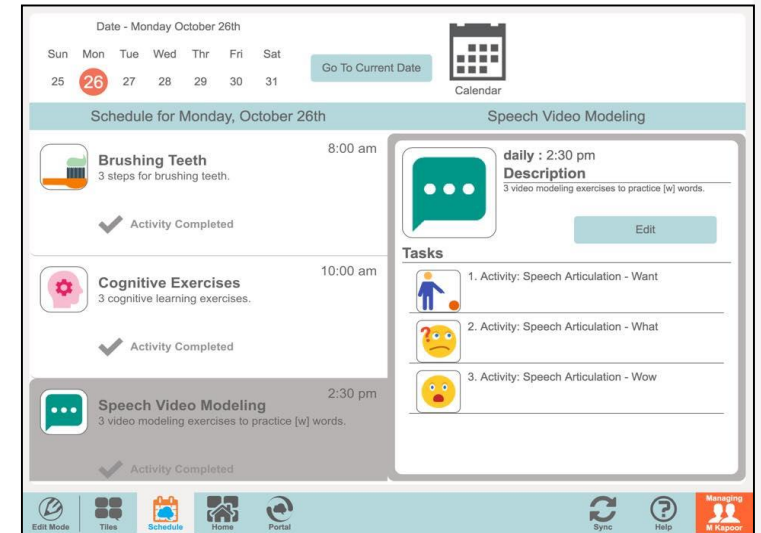 Date - Monday October 26th
Sun Mon Tue Wed Thr Fri Sat
25 26 27 28 29 30 31
Go To Current Date
Calendar
Schedule for Monday, October 26th
Brushing Teeth
8:00 am
3 steps for brushing teeth.
Activity Completed
Cognitive Exercises
10:00 am
3 cognitive learning exercises.
Activity Completed
Speech Video Modeling
2:30 pm
3 video modeling exercises to practice [w] words.
Activity Completed
Speech Video Modeling
daily : 2:30 pm
Description
3 video modeling exercises to practice [w] words.
Edit
Tasks
1. Activity: Speech Articulation - Want
2. Activity: Speech Articulation - What
3. Activity: Speech Articulation - Wow
Edit Mode
Tiles
Schedule
Home
Portal
Sync
Help
Managing
M Kapoor